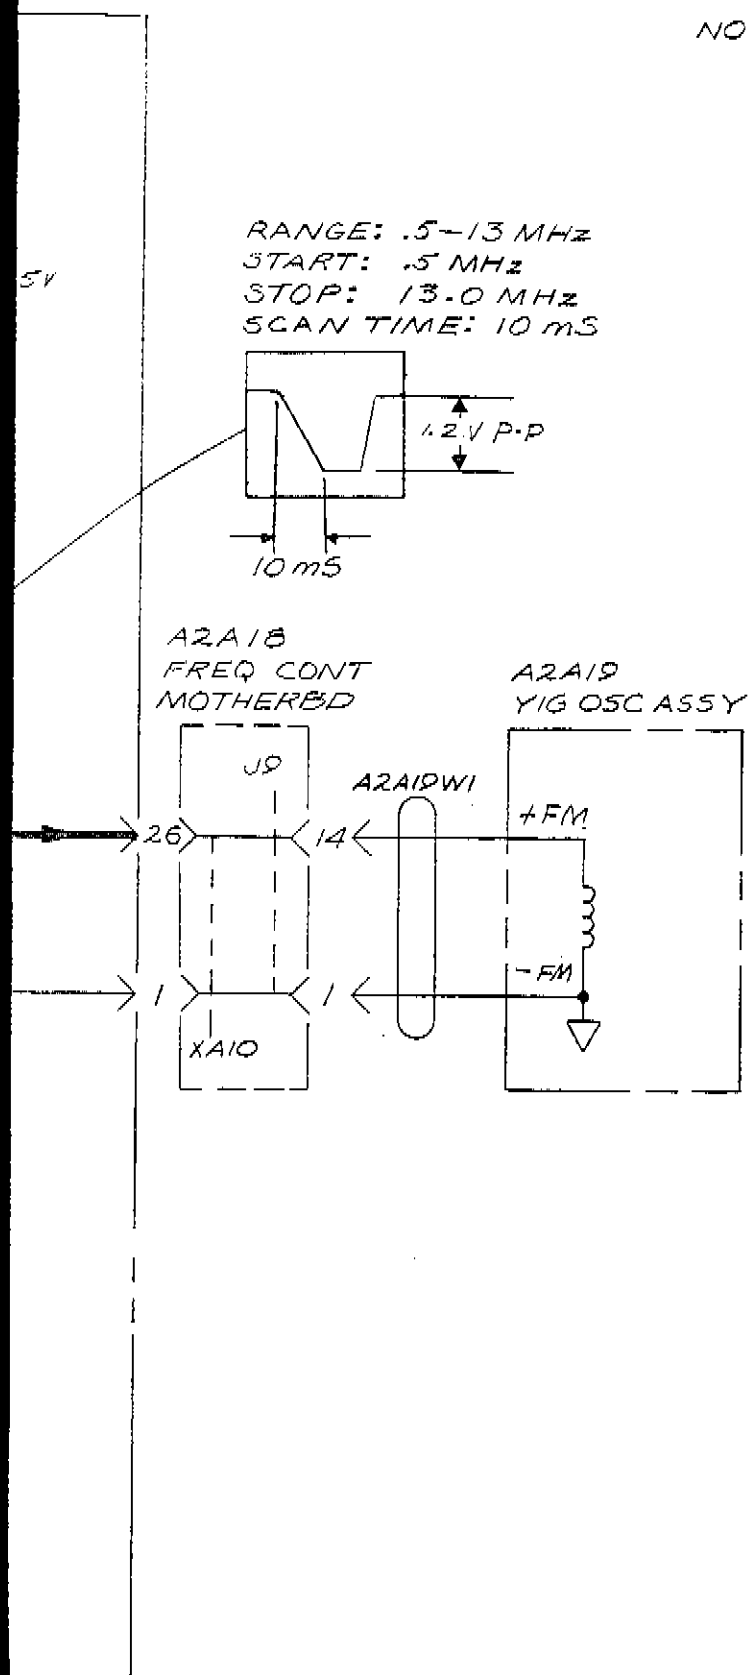 NO
RANGE: .5-13 MHz
START: .5 MHz
STOP: 13.0 MHz
SCAN TIME: 10 mS
5V
1.2V P-P
10 mS
A2A18
FREQ CONT
MOTHERBD
A2A19
YIG OSC ASSY
J9
A2A19W1
+FM
26
14
-FM
1
1
XA10